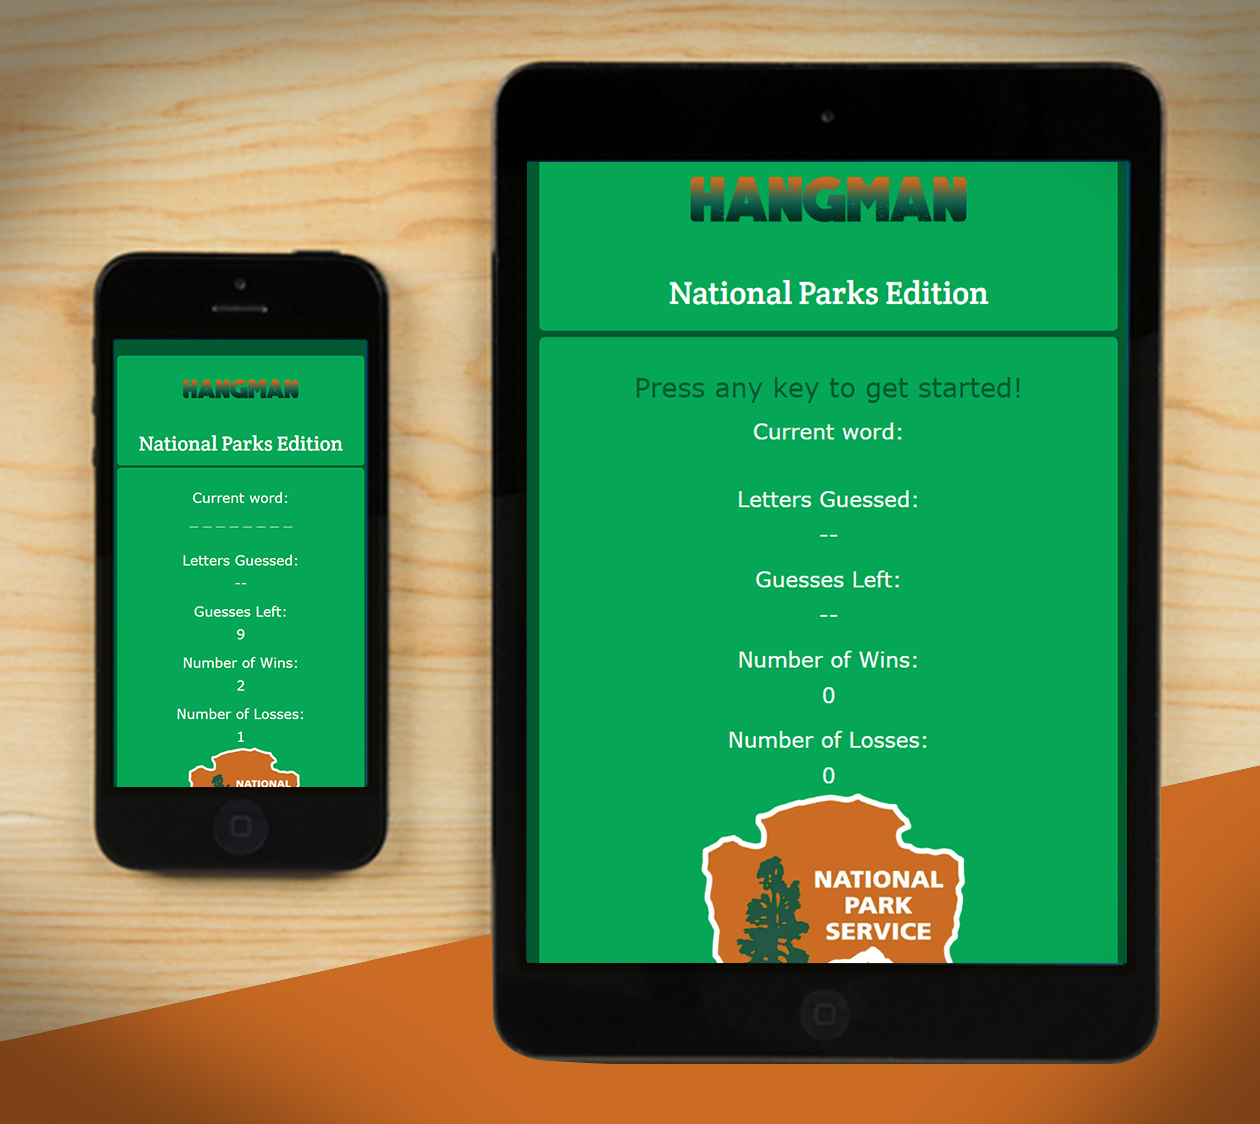 HANGMAN
National Parks Edition
Current word:
_ _ _ _ _ _ _ _
Letters Guessed:
--
Guesses Left:
9
Number of Wins:
2
Number of Losses:
1
NATIONAL
HANGMAN
National Parks Edition
Press any key to get started!
Current word:
Letters Guessed:
--
Guesses Left:
--
Number of Wins:
0
Number of Losses:
0
NATIONAL
PARK
SERVICE